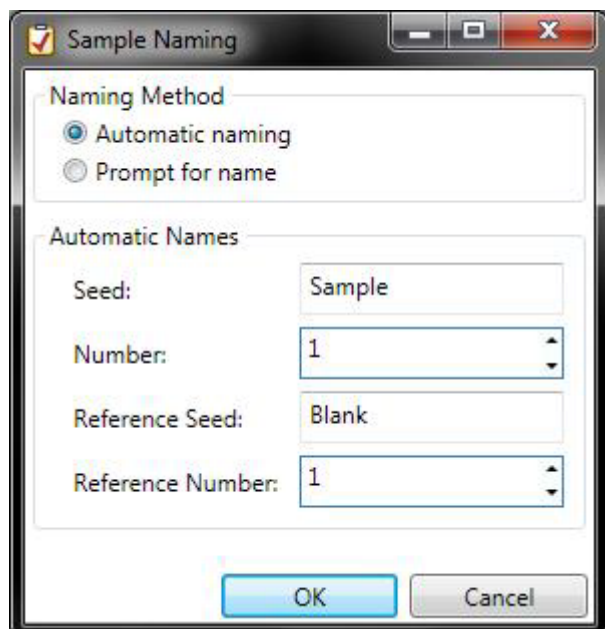 Sample Naming
Naming Method
Automatic naming
Prompt for name
Automatic Names
Seed: Sample
Number: 1
Reference Seed: Blank
Reference Number: 1
OK Cancel